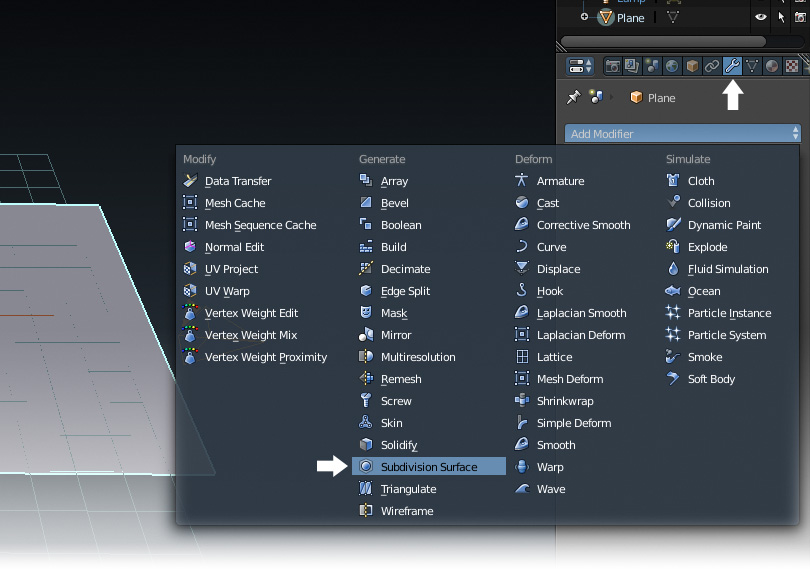 Lamp
Plane
Plane
Add Modifier
Modify
Data Transfer
Mesh Cache
Mesh Sequence Cache
Normal Edit
UV Project
UV Warp
Vertex Weight Edit
Vertex Weight Mix
Vertex Weight Proximity
Generate
Array
Bevel
Boolean
Build
Decimate
Edge Split
Mask
Mirror
Multiresolution
Remesh
Screw
Skin
Solidify
Subdivision Surface
Triangulate
Wireframe
Deform
Armature
Cast
Corrective Smooth
Curve
Displace
Hook
Laplacian Smooth
Laplacian Deform
Lattice
Mesh Deform
Shrinkwrap
Simple Deform
Smooth
Warp
Wave
Simulate
Cloth
Collision
Dynamic Paint
Explode
Fluid Simulation
Ocean
Particle Instance
Particle System
Smoke
Soft Body